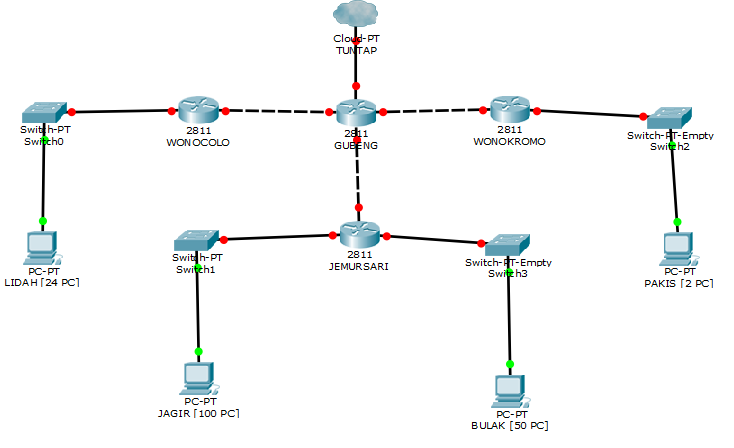 Cloud-PT
TUNTAP
2811
WONOCOLO
2811
GUBENG
2811
WONOKROMO
Switch-PT
Switch0
Switch-PT-Empty
Switch2
PC-PT
LIDAH [24 PC]
Switch-PT
Switch1
2811
JEMURSARI
Switch-PT-Empty
Switch3
PC-PT
PAKIS [2 PC]
PC-PT
JAGIR [100 PC]
PC-PT
BULAK [50 PC]